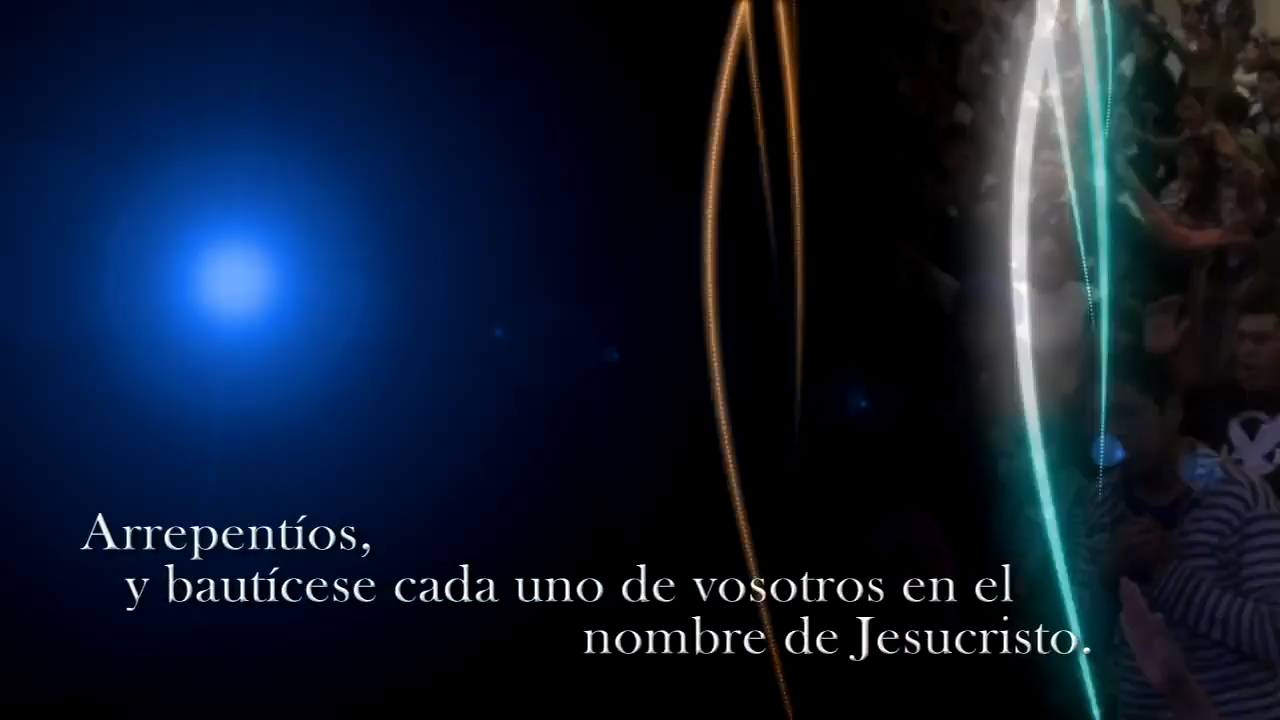 Arrepentíos,
y bautícese cada uno de vosotros en el
nombre de Jesucristo.